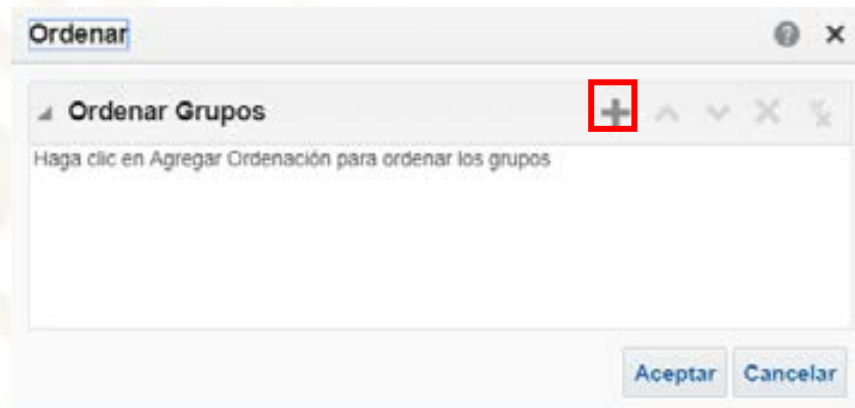 Ordenar
Ordenar Grupos
Haga clic en Agregar Ordenación para ordenar los grupos
Aceptar Cancelar